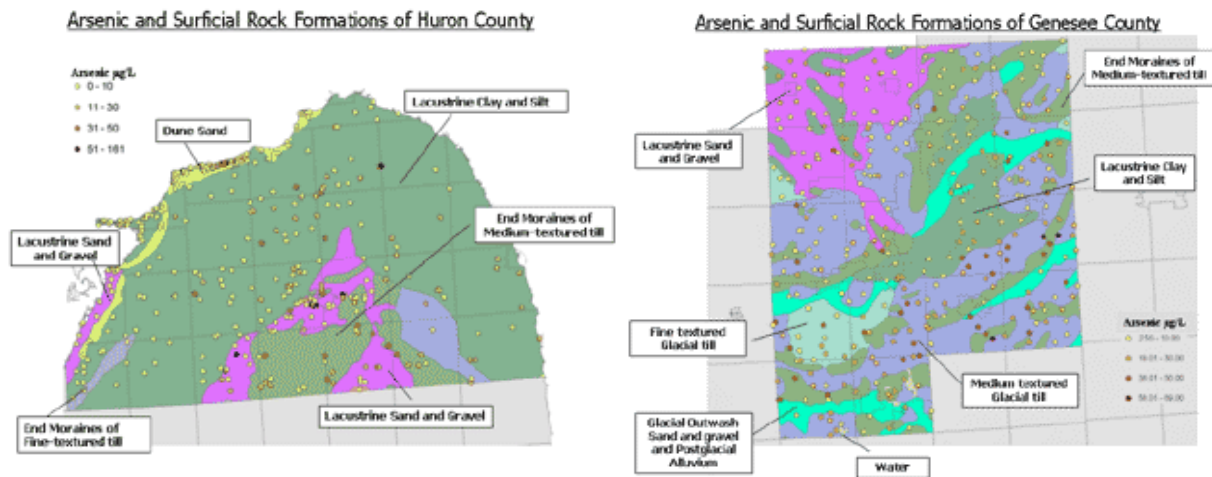 Arsenic and Surficial Rock Formations of Huron County
Arsenic µg/L
0 - 10
11 - 30
31 - 50
51 - 161
Dune Sand
Lacustrine Clay and Silt
End Moraines of
Medium-textured till
Lacustrine Sand
and Gravel
Lacustrine Sand and Gravel
End Moraines of
Fine-textured till
Arsenic and Surficial Rock Formations of Genesee County
End Moraines of
Medium-textured till
Lacustrine Sand
and Gravel
Lacustrine Clay
and Silt
Fine textured
Glacial till
Arsenic µg/L
Medium textured
Glacial till
Glacial Outwash
Sand and gravel
and Postglacial
Alluvium
Water